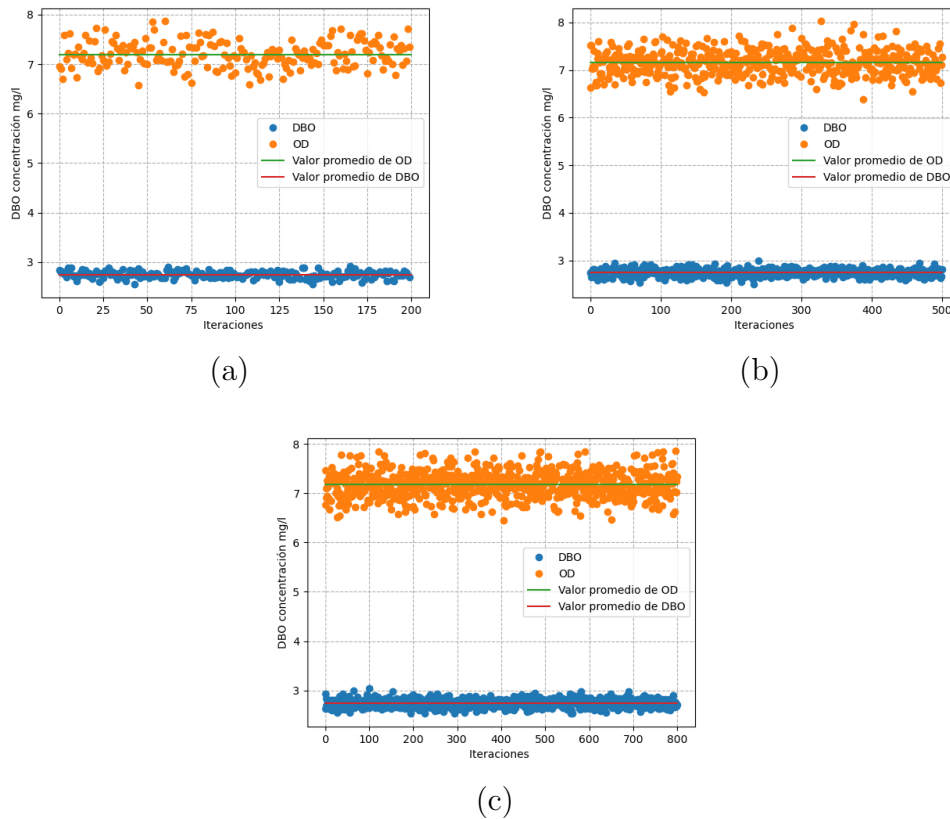 8
7
6
5
4
3
DBO concentración mg/l
DBO
OD
Valor promedio de OD
Valor promedio de DBO
0 25 50 75 100 125 150 175 200
Iteraciones
(a)
8
7
6
5
4
3
DBO concentración mg/l
DBO
OD
Valor promedio de OD
Valor promedio de DBO
0 100 200 300 400 500
Iteraciones
(b)
8
7
6
5
4
3
DBO concentración mg/l
DBO
OD
Valor promedio de OD
Valor promedio de DBO
0 100 200 300 400 500 600 700 800
Iteraciones
(c)